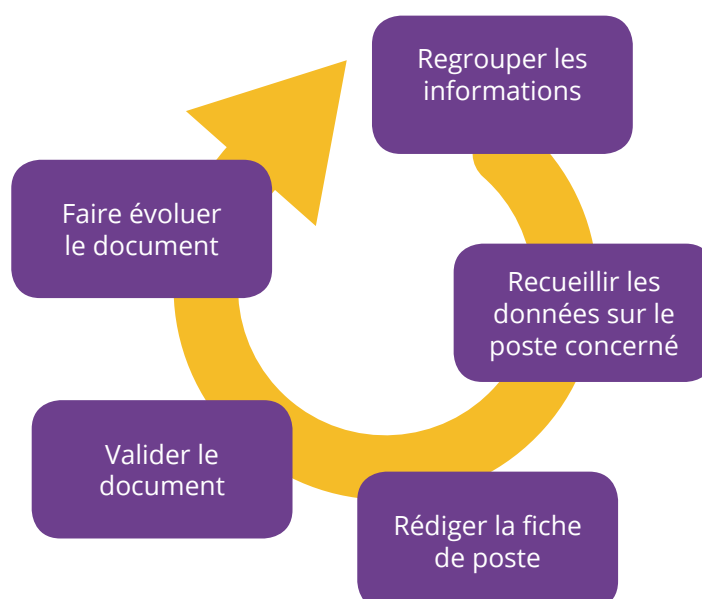 Regrouper les
informations
Recueillir les
données sur le
poste concerné
Rédiger la fiche
de poste
Valider le
document
Faire évoluer
le document